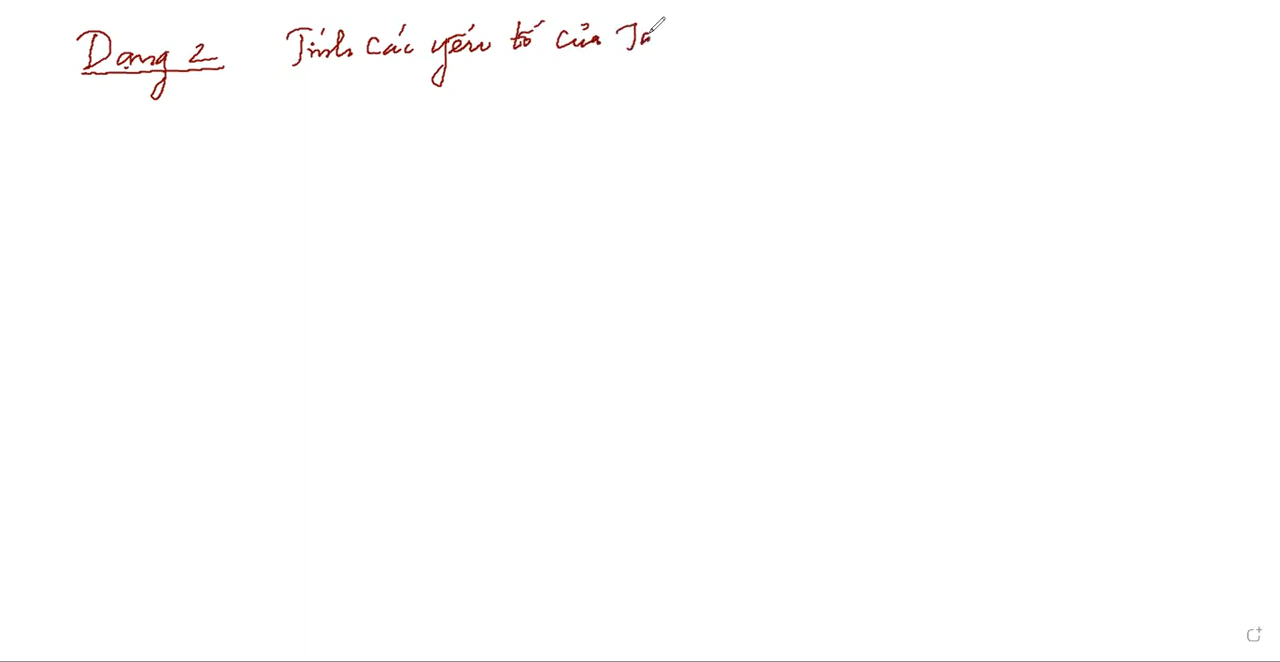 Dạng 2 Tính các yếu tố của